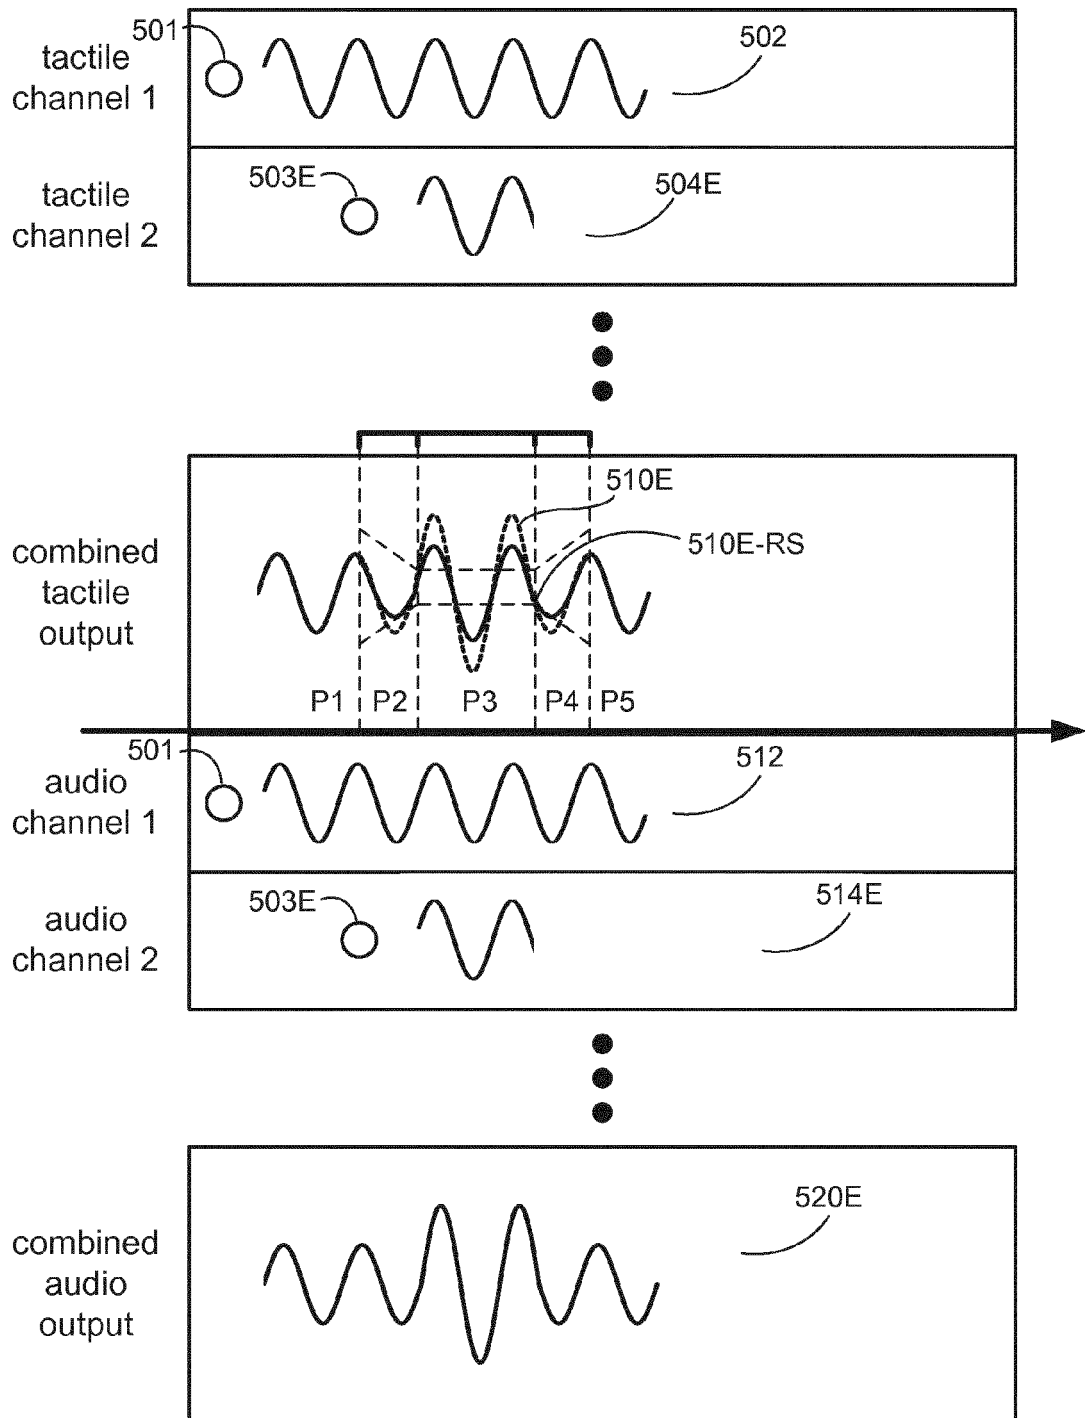 501
tactile
channel 1
502
503E
tactile
channel 2
504E
510E
510E-RS
combined
tactile
output
P1 P2 P3 P4 P5
501
audio
channel 1
512
503E
audio
channel 2
514E
520E
combined
audio
output